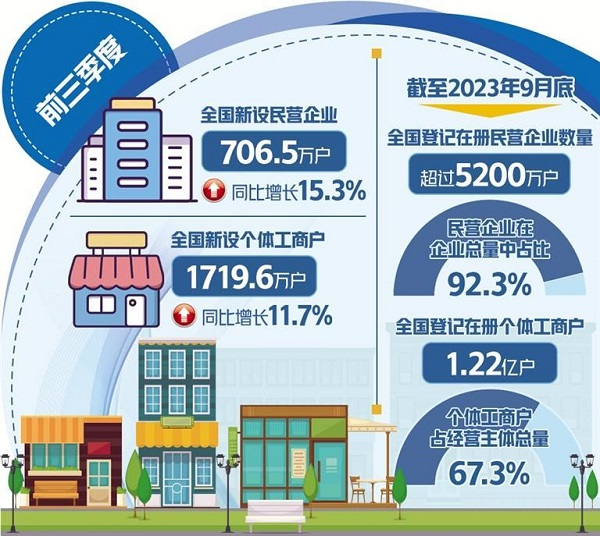 前三季度
全国新设民营企业
706.5万户
同比增长15.3%
全国新设个体工商户
1719.6万户
同比增长11.7%
截至2023年9月底
全国登记在册民营企业数量
超过5200万户
民营企业在
企业总量中占比
92.3%
全国登记在册个体工商户
1.22亿户
个体工商户
占经营主体总量
67.3%